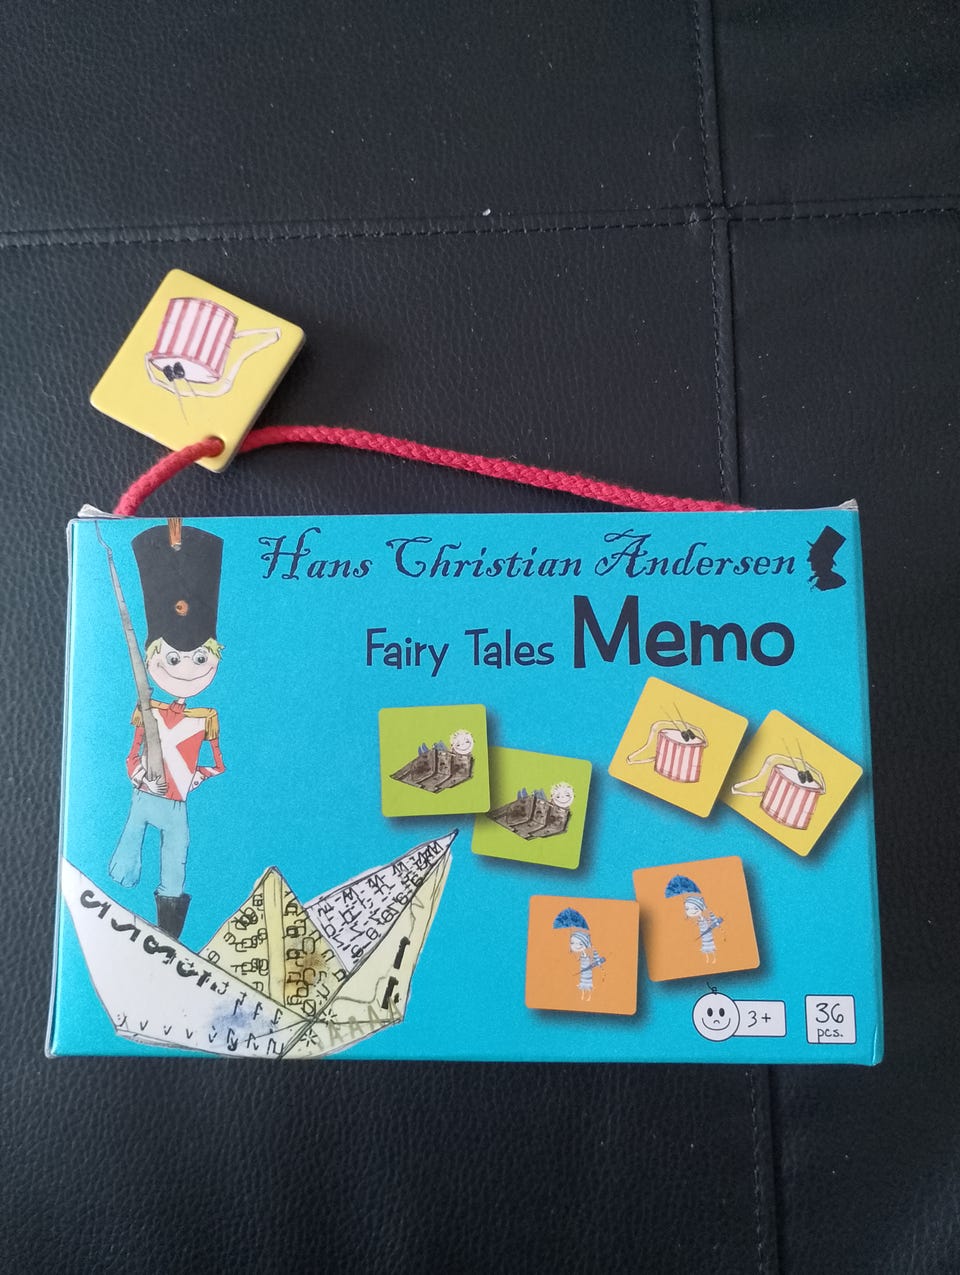 Hans Christian Andersen
Fairy Tales Memo
3+
36
pcs.